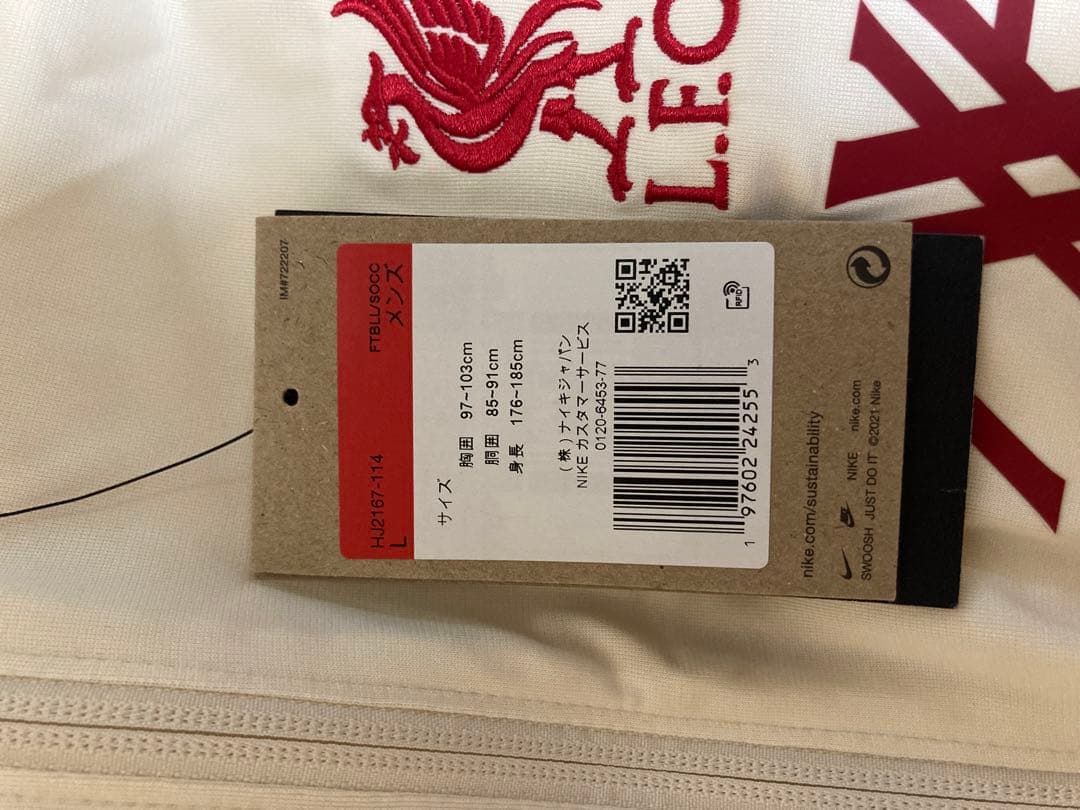 L.F.C
IM#722207
FTBLL/SOCC
メンズ
HJ2167-114
L
サイズ
胸囲 97~103cm
胴囲 85~91cm
身長 176~185cm
(株)ナイキジャパン
NIKE カスタマーサービス
0120-6453-77
RFID
1 97602 24255 3
nike.com/sustainability
NIKE nike.com
SWOOSH JUST DO IT ©2021 Nike